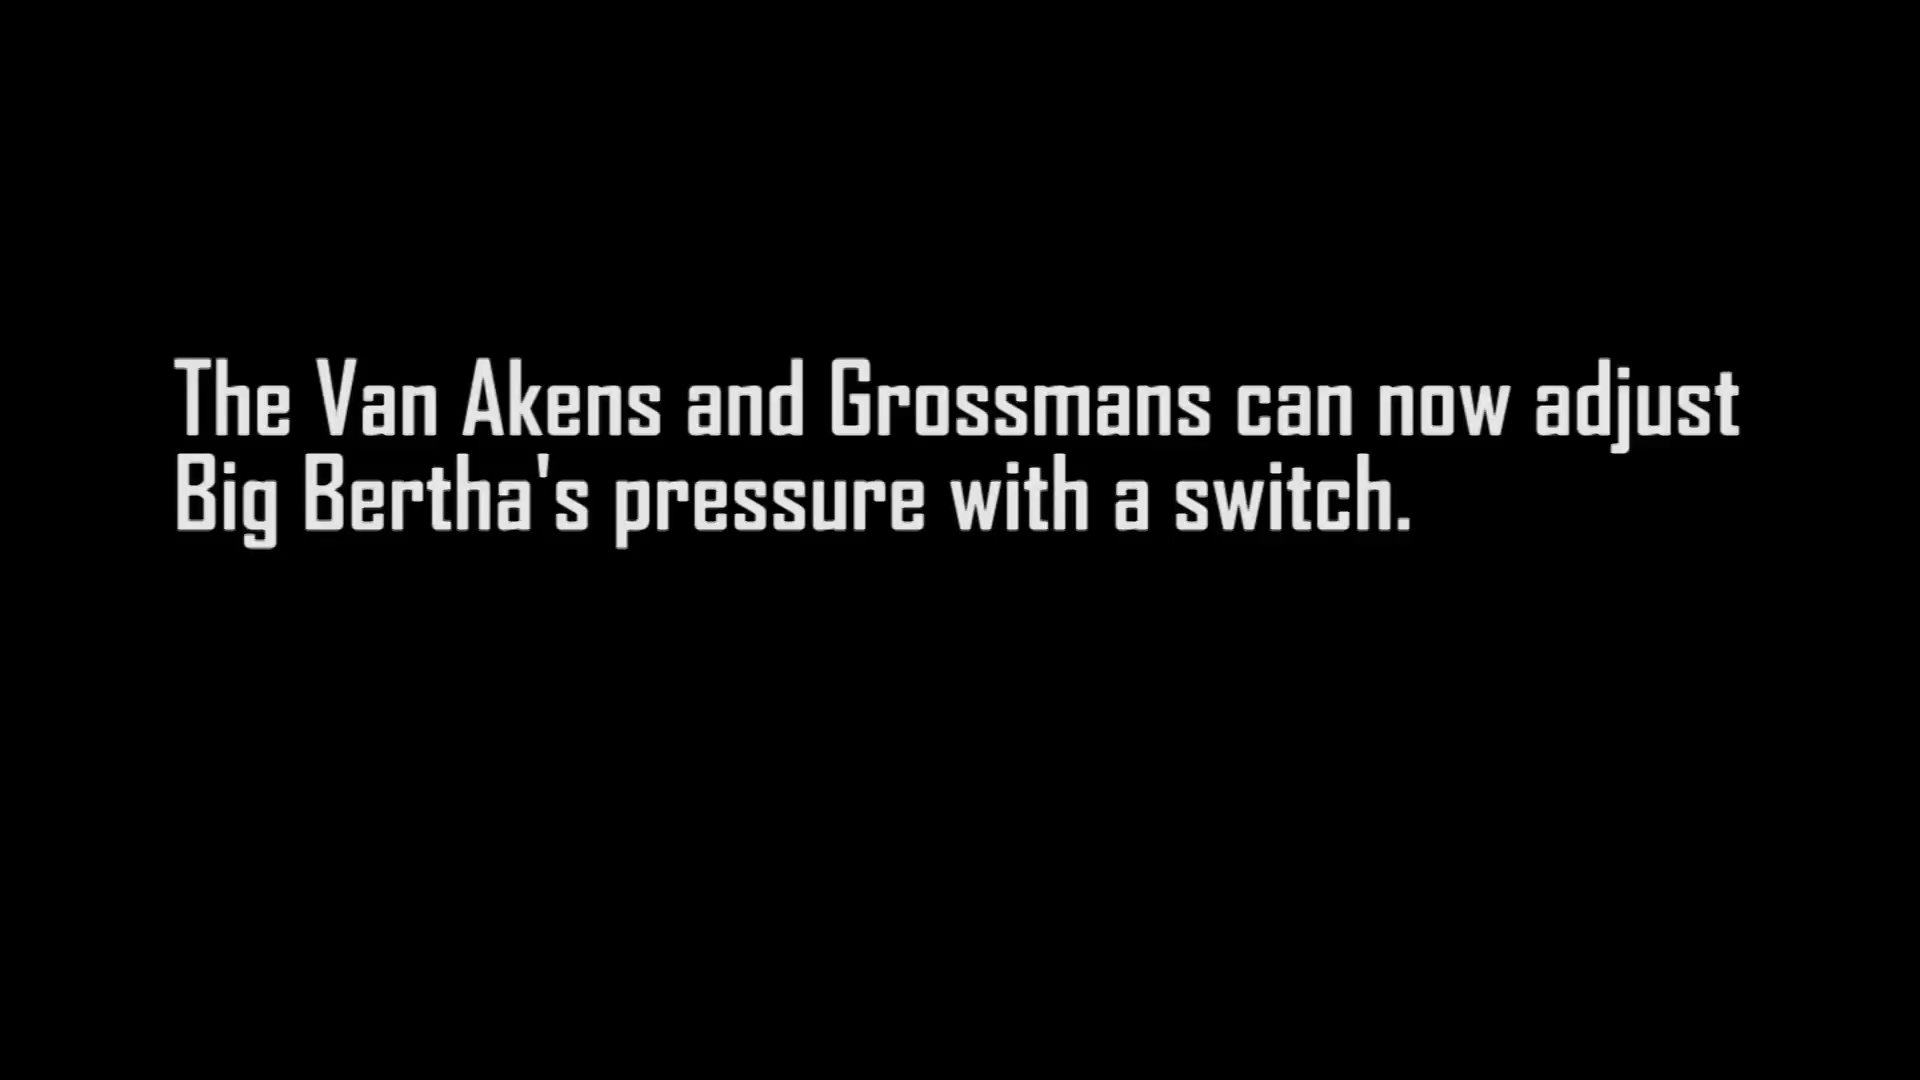 The Van Akens and Grossmans can now adjust
Big Bertha's pressure with a switch.